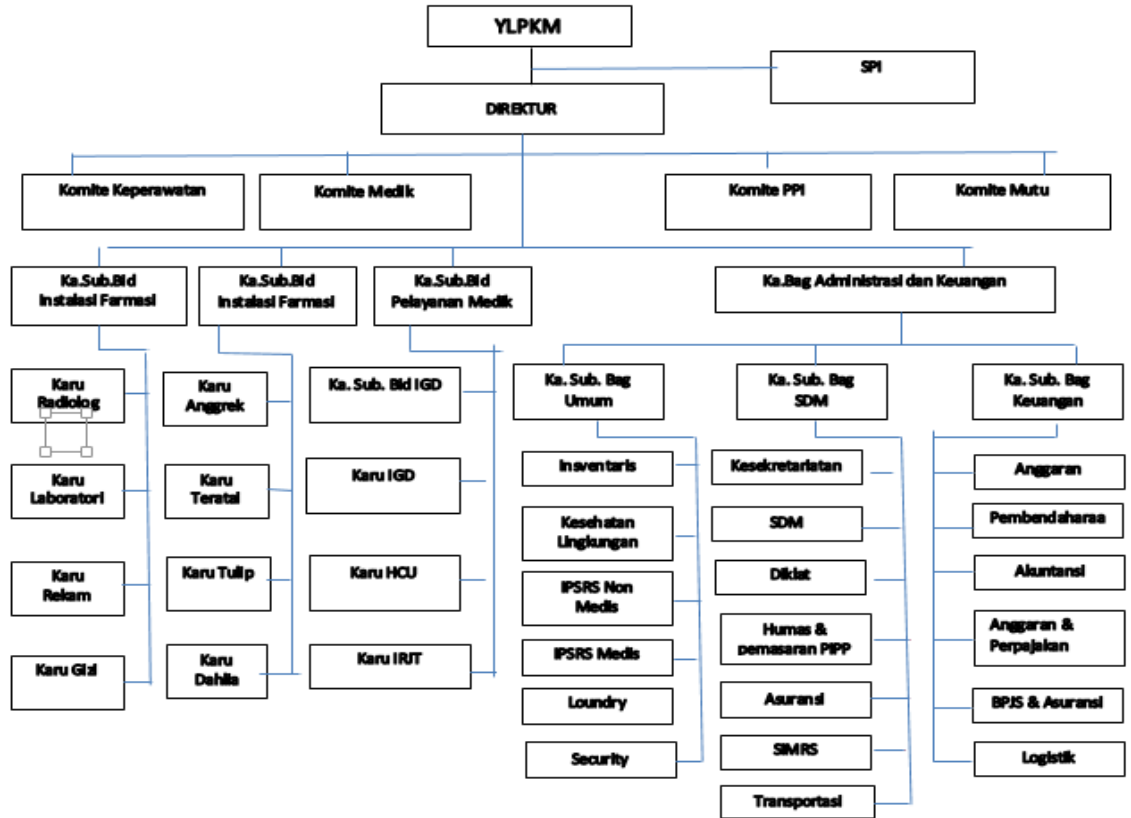 YLPKM
SPI
DIREKTUR
Komite Keperawatan
Komite Medik
Komite PPI
Komite Mutu
Ka.Sub.Bid
Instalasi Farmasi
Ka.Sub.Bid
Instalasi Farmasi
Ka.Sub.Bid
Pelayanan Medik
Ka.Bag Administrasi dan Keuangan
Karu
Radiolog
Karu
Laboratori
Karu
Rekam
Karu Gizi
Karu
Anggrek
Karu
Teratai
Karu Tulip
Karu
Dahlia
Ka. Sub. Bid IGD
Karu IGD
Karu HCU
Karu IRJT
Ka. Sub. Bag
Umum
Insventaris
Kesehatan
Lingkungan
IPSRS Non
Medis
IPSRS Medis
Loundry
Security
Ka. Sub. Bag
SDM
Kesekretariatan
SDM
Diklat
Humas &
pemasaran PIPP
Asuransi
SIMRS
Transportasi
Ka. Sub. Bag
Keuangan
Anggaran
Pembendaharaa
Akuntansi
Anggaran &
Perpajakan
BPJS & Asuransi
Logistik